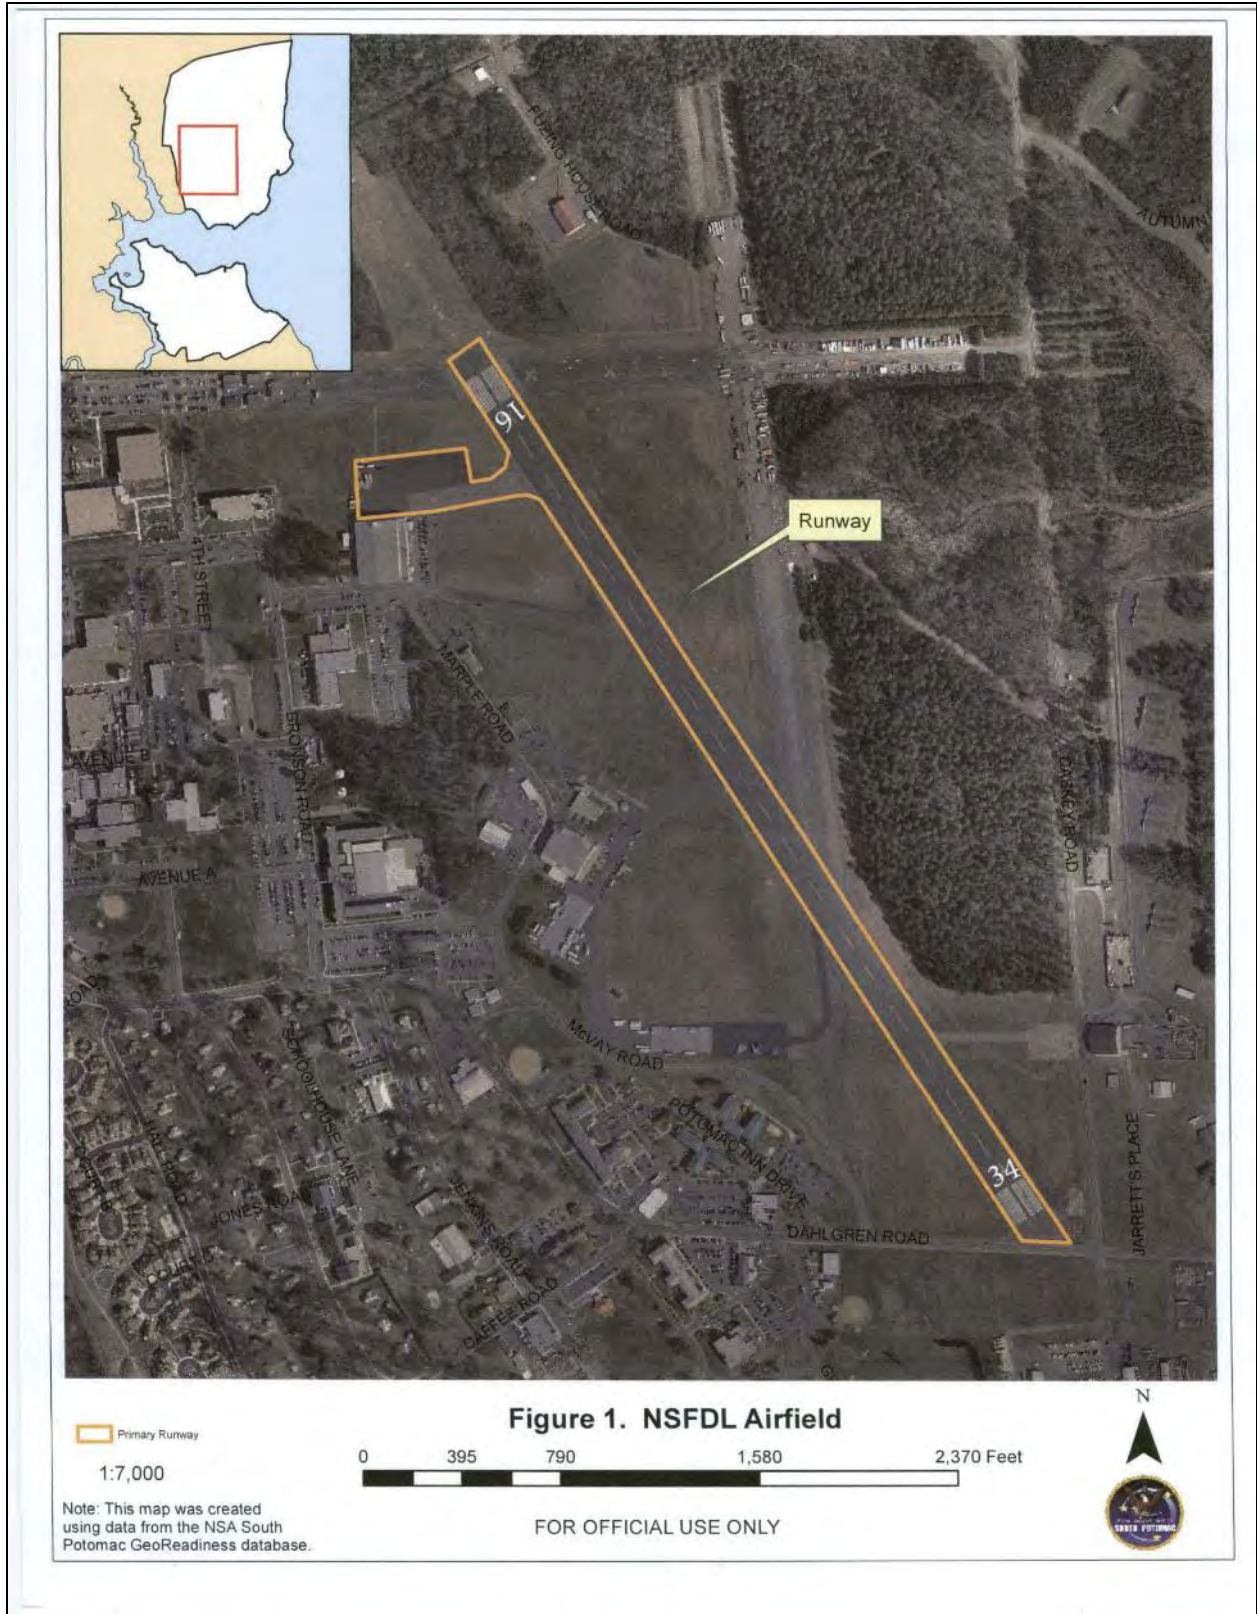 FUZING HOUSE ROAD
AUTUMN
16
Runway
4TH STREET
MARPLE ROAD
BRONSON ROAD
AVENUE B
DASKEY ROAD
AVENUE A
ROAD
McVAY ROAD
SCHOOLHOUSE LANE
POTOMAC INN DRIVE
HALL ROAD
JONES ROAD
JENKINS ROAD
34
DAHLGREN ROAD
JARRETTS PLACE
CAFFEE ROAD
Figure 1. NSFDL Airfield
N
Primary Runway
0 395 790 1,580 2,370 Feet
1:7,000
Note: This map was created
using data from the NSA South
Potomac GeoReadiness database.
FOR OFFICIAL USE ONLY
SOUTH POTOMAC